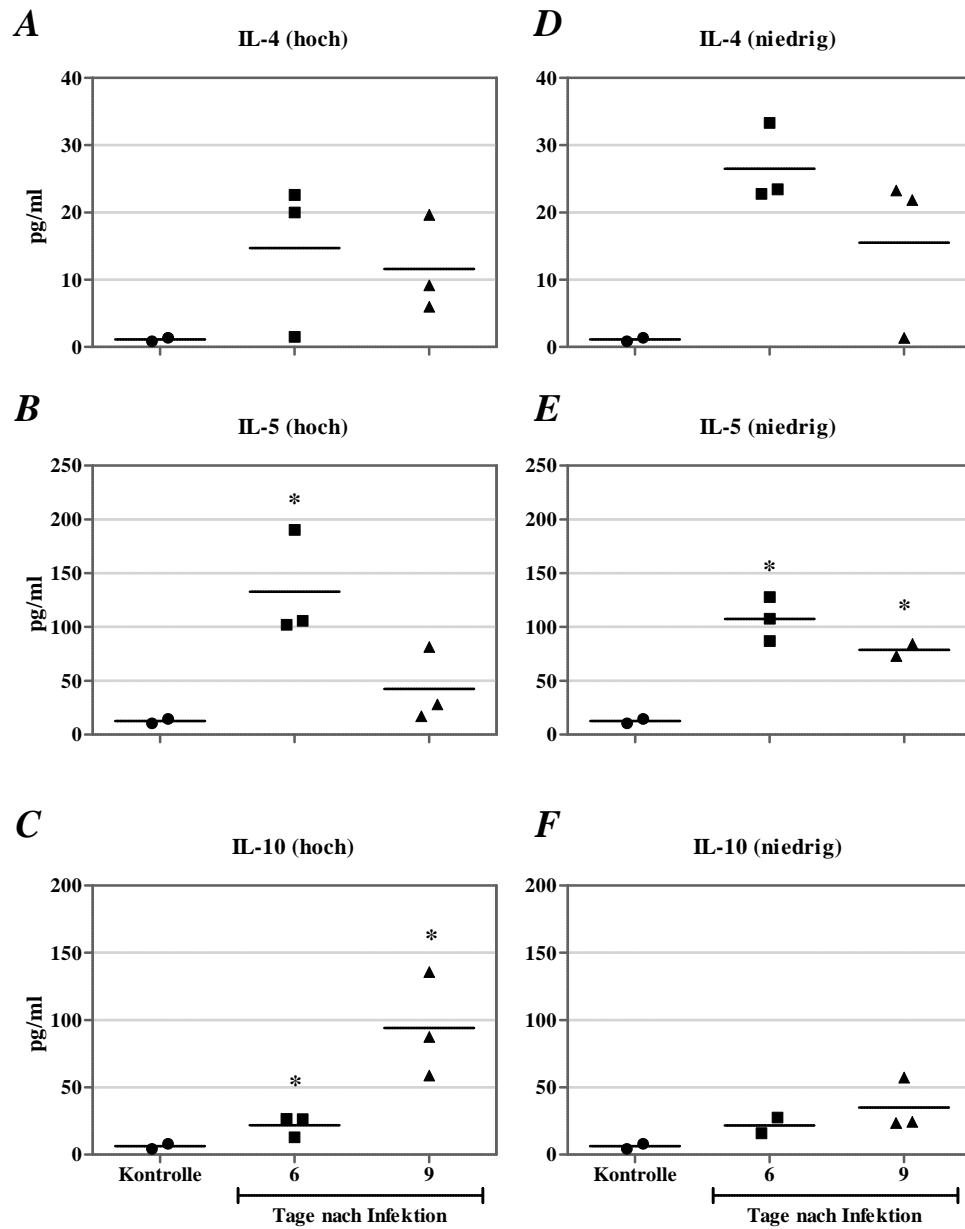 A
IL-4 (hoch)
40
30
20
10
0
pg/ml
D
IL-4 (niedrig)
40
30
20
10
0
B
IL-5 (hoch)
250
200
150
100
50
0
pg/ml
*
E
IL-5 (niedrig)
250
200
150
100
50
0
*
*
C
IL-10 (hoch)
200
150
100
50
0
pg/ml
*
*
Kontrolle 6 9
Tage nach Infektion
F
IL-10 (niedrig)
200
150
100
50
0
Kontrolle 6 9
Tage nach Infektion